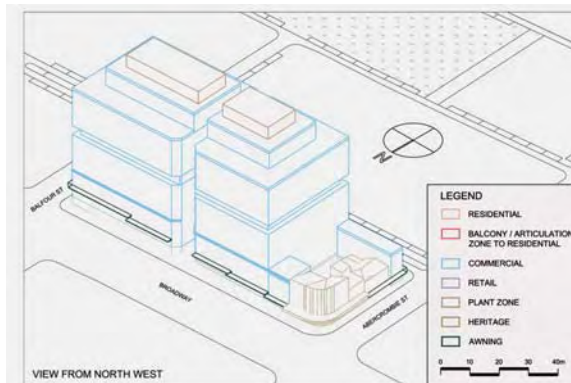 BALFOUR ST
BROADWAY
ABERCROMBIE ST
N
LEGEND
RESIDENTIAL
BALCONY / ARTICULATION
ZONE TO RESIDENTIAL
COMMERCIAL
RETAIL
PLANT ZONE
HERITAGE
AWNING
0 10 20 30 40m
VIEW FROM NORTH WEST